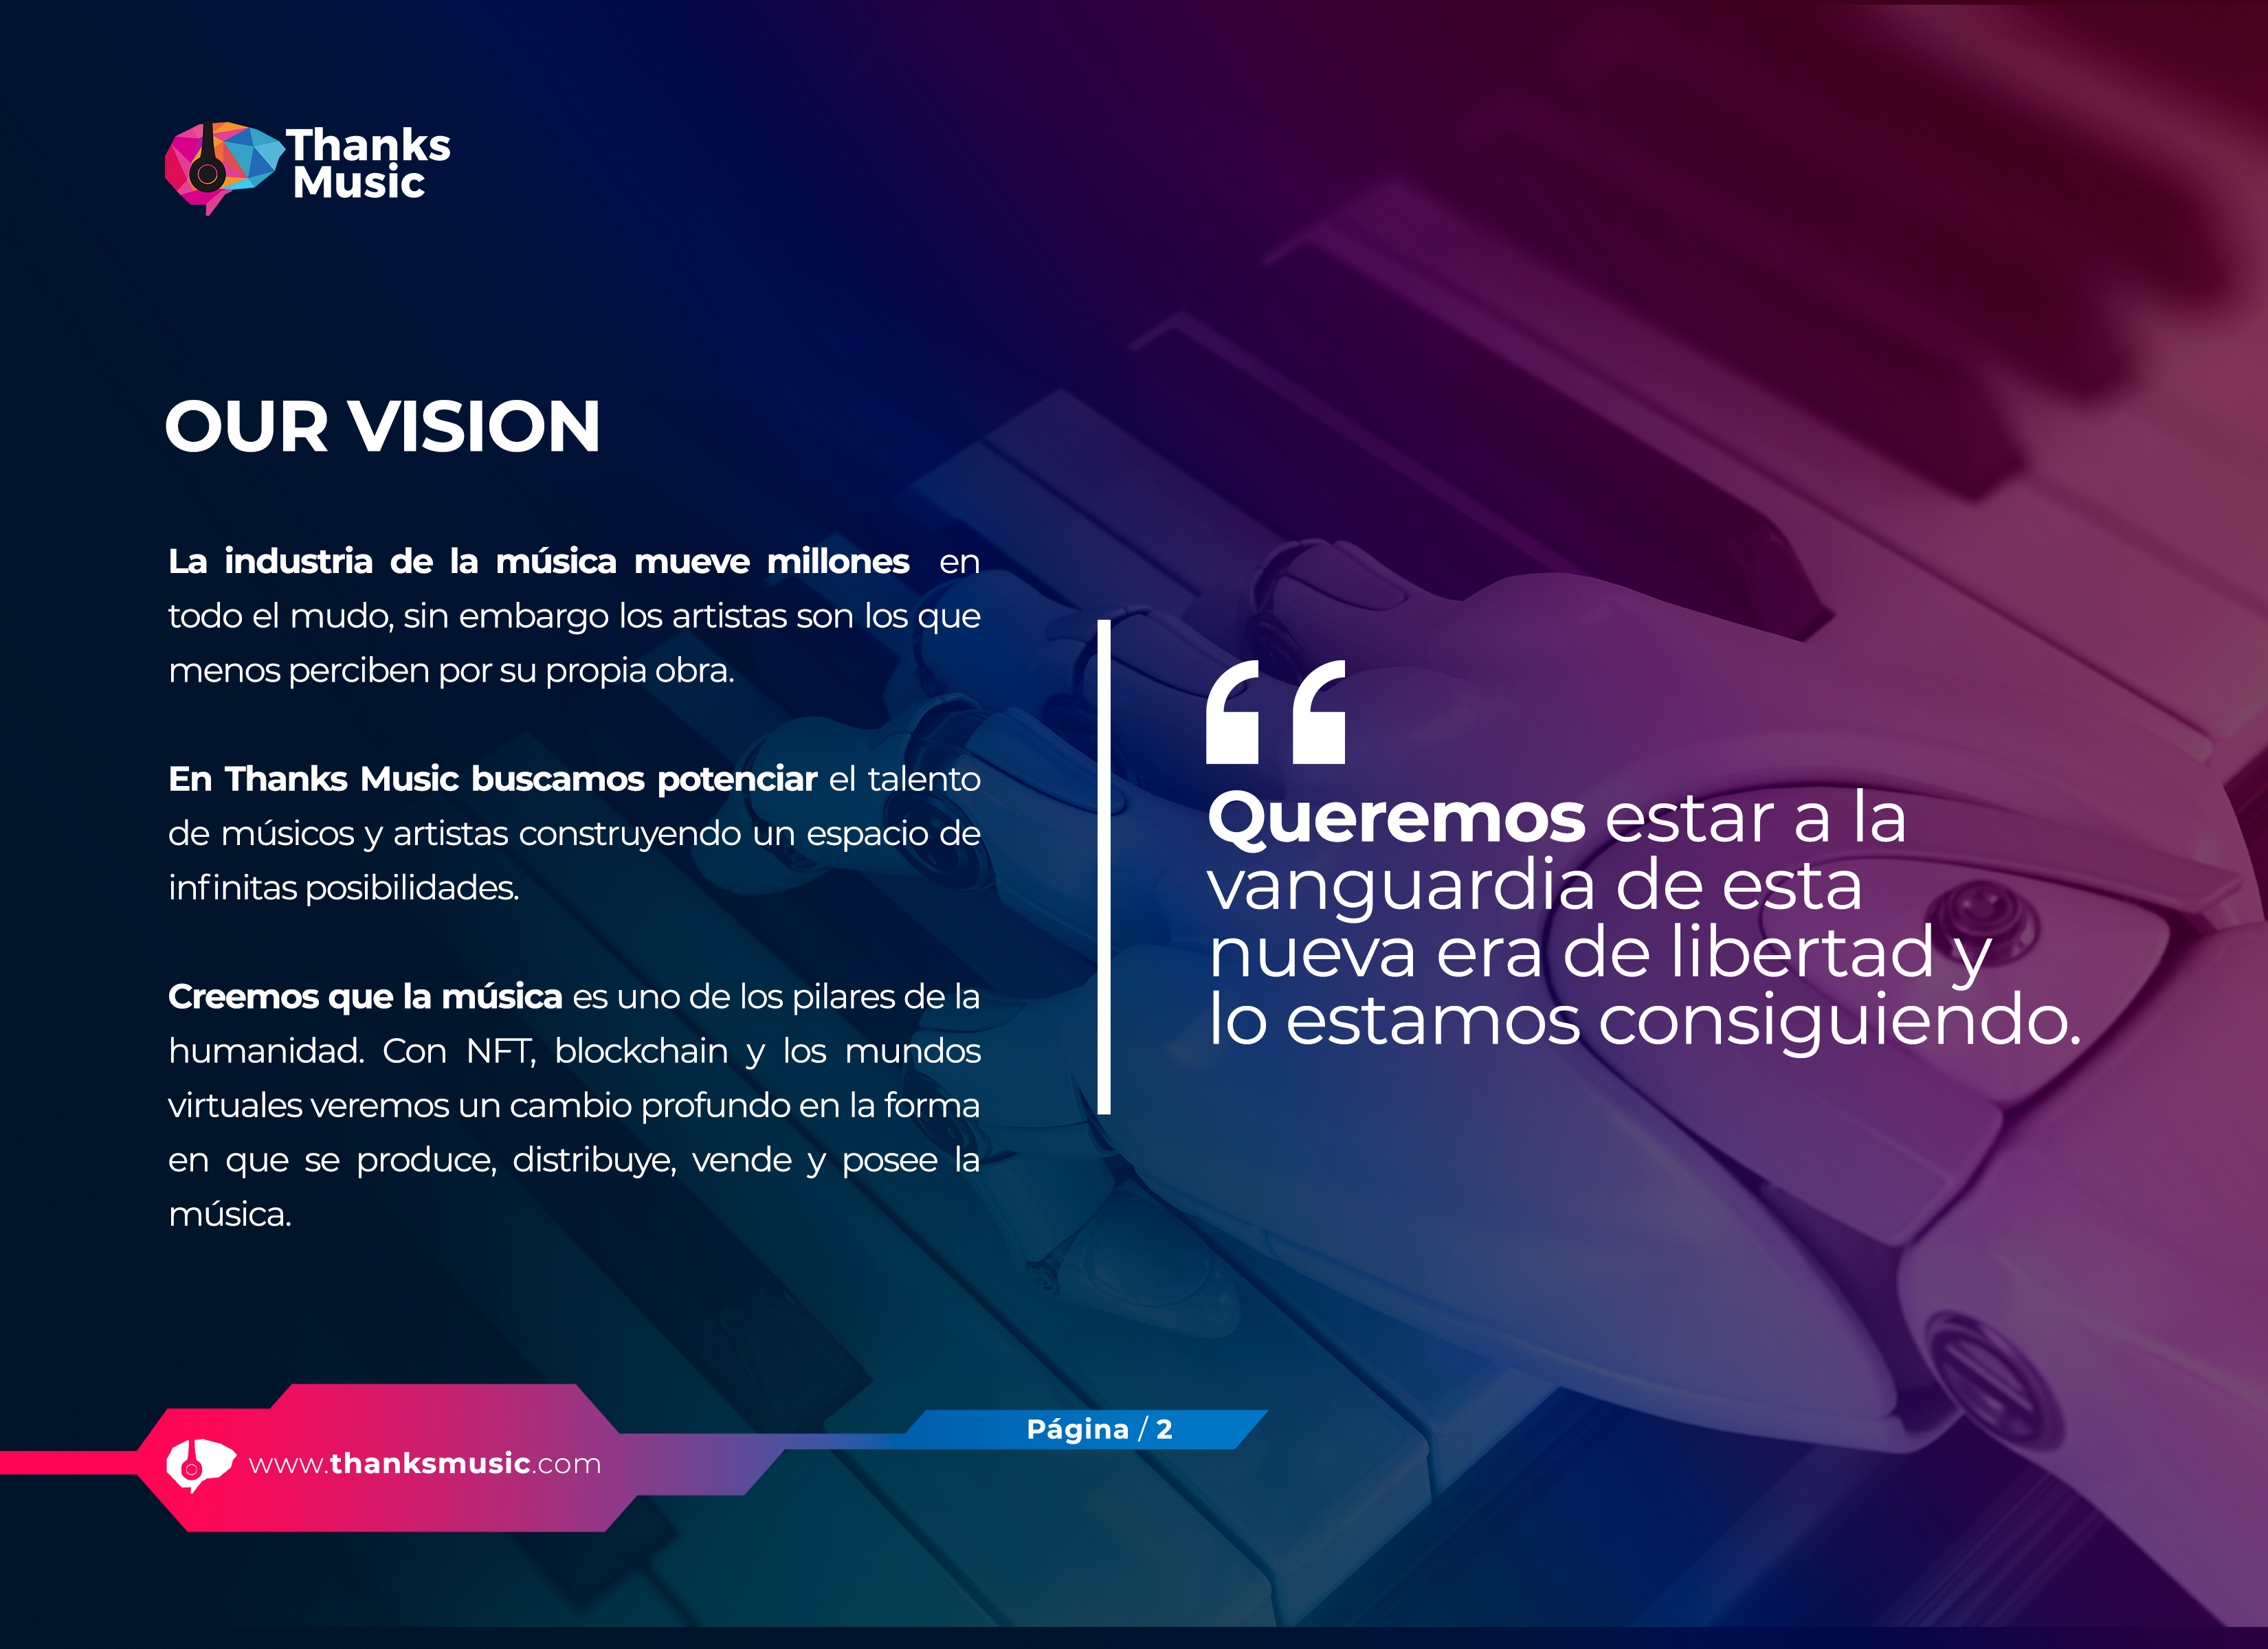 Thanks
Music
OUR VISION
La industria de la música mueve millones en
todo el mudo, sin embargo los artistas son los que
menos perciben por su propia obra.
En Thanks Music buscamos potenciar el talento
de músicos y artistas construyendo un espacio de
infinitas posibilidades.
Creemos que la música es uno de los pilares de la
humanidad. Con NFT, blockchain y los mundos
virtuales veremos un cambio profundo en la forma
en que se produce, distribuye, vende y posee la
música.
“
Queremos estar a la
vanguardia de esta
nueva era de libertad y
lo estamos consiguiendo.
Página / 2
www.thanksmusic.com